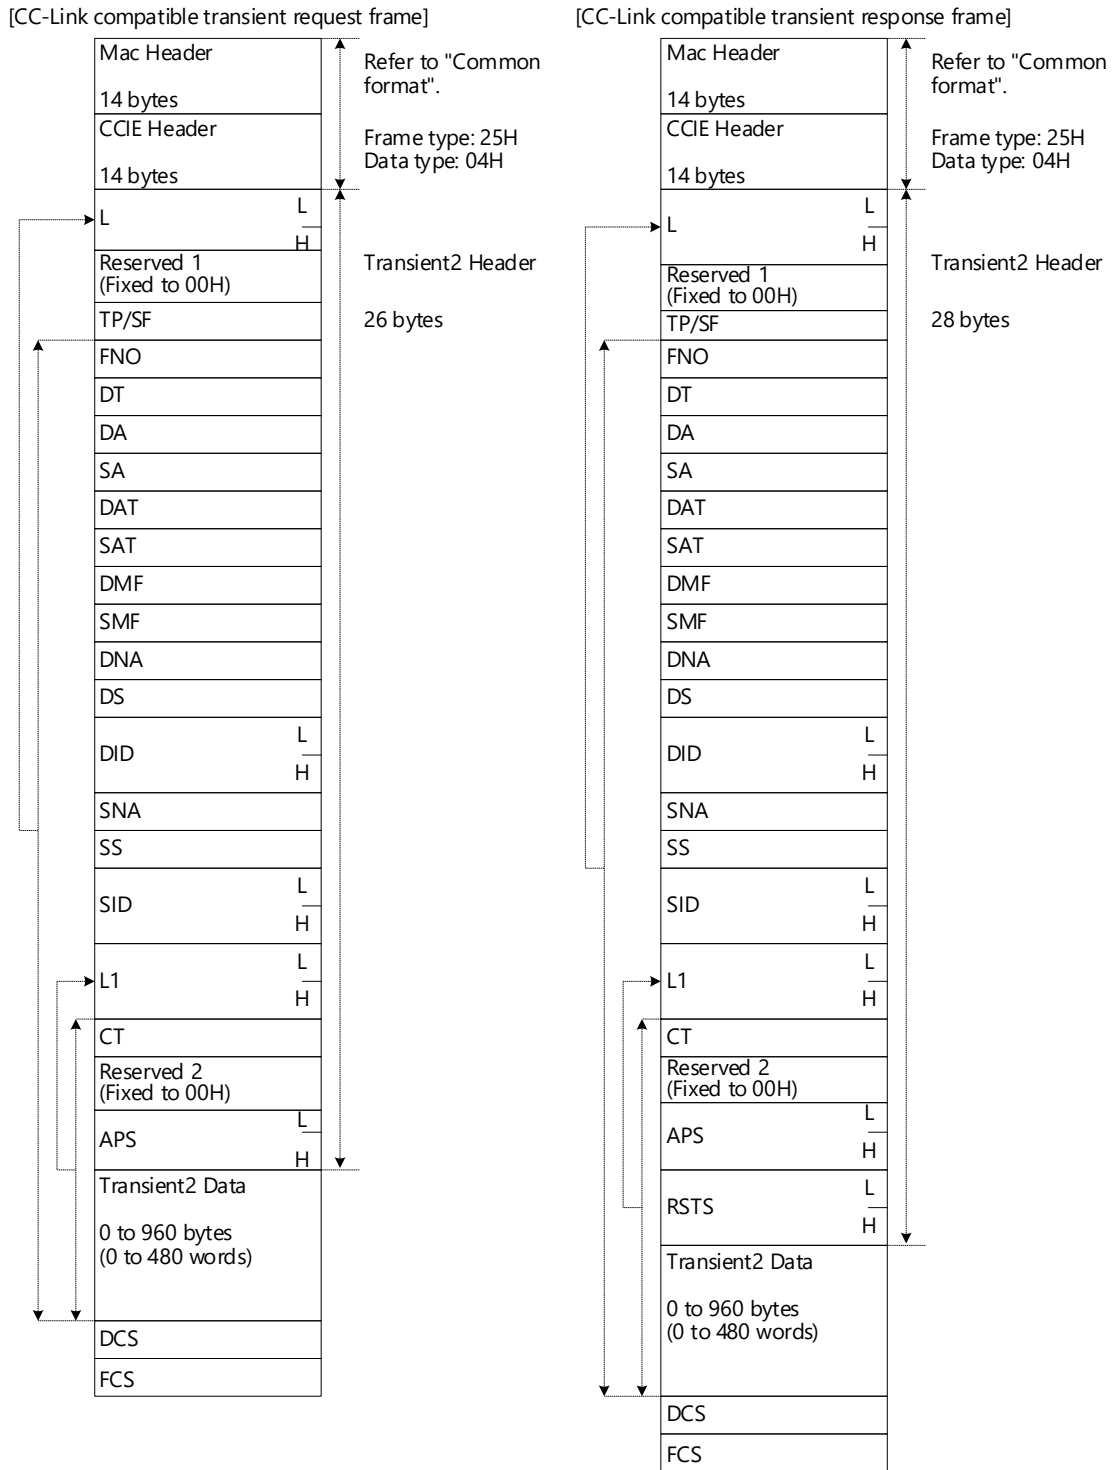 [CC-Link compatible transient request frame]
Mac Header
14 bytes
CCIE Header
14 bytes
Refer to "Common
format".
Frame type: 25H
Data type: 04H
L
L
H
Reserved 1
(Fixed to 00H)
Transient2 Header
26 bytes
TP/SF
FNO
DT
DA
SA
DAT
SAT
DMF
SMF
DNA
DS
DID
L
H
SNA
SS
SID
L
H
L1
L
H
CT
Reserved 2
(Fixed to 00H)
APS
L
H
Transient2 Data
0 to 960 bytes
(0 to 480 words)
DCS
FCS
[CC-Link compatible transient response frame]
Mac Header
14 bytes
CCIE Header
14 bytes
Refer to "Common
format".
Frame type: 25H
Data type: 04H
L
L
H
Reserved 1
(Fixed to 00H)
Transient2 Header
28 bytes
TP/SF
FNO
DT
DA
SA
DAT
SAT
DMF
SMF
DNA
DS
DID
L
H
SNA
SS
SID
L
H
L1
L
H
CT
Reserved 2
(Fixed to 00H)
APS
L
H
RSTS
L
H
Transient2 Data
0 to 960 bytes
(0 to 480 words)
DCS
FCS